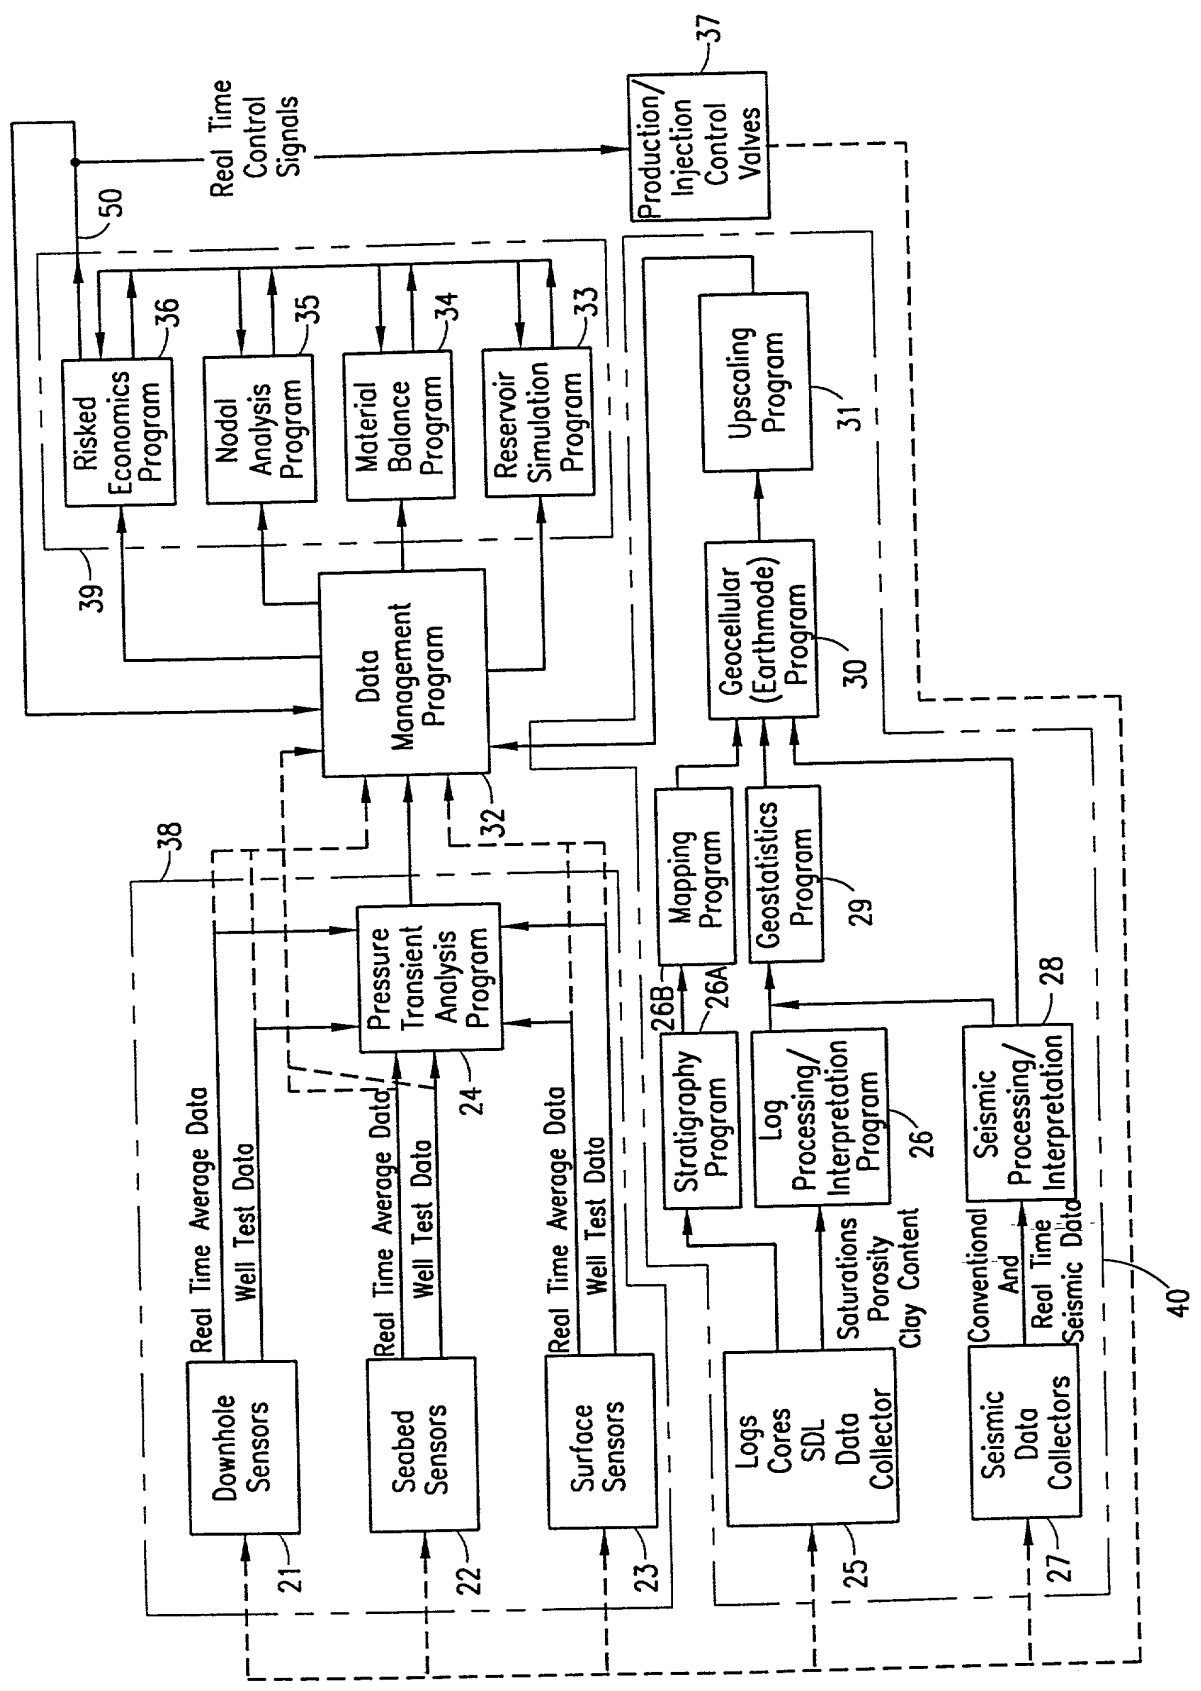 Real Time
Control
Signals
Production/
Injection
Control
Valves
37
50
Risked
Economics
Program
36
Nodal
Analysis
Program
35
Material
Balance
Program
34
Reservoir
Simulation
Program
33
39
Data
Management
Program
32
Upscaling
Program
31
Geocellular
(Earthmode)
Program
30
38
Pressure
Transient
Analysis
Program
24
Mapping
Program
26B
Geostatistics
Program
29
Stratigraphy
Program
26A
Log
Processing/
Interpretation
Program
26
Seismic
Processing/
Interpretation
28
Real Time Average Data
Well Test Data
Real Time Average Data
Well Test Data
Real Time Average Data
Well Test Data
Saturations
Porosity
Clay Content
Conventional
And
Real Time
Seismic Data
40
Downhole
Sensors
21
Seabed
Sensors
22
Surface
Sensors
23
Logs
Cores
SDL
Data
Collector
25
Seismic
Data
Collectors
27